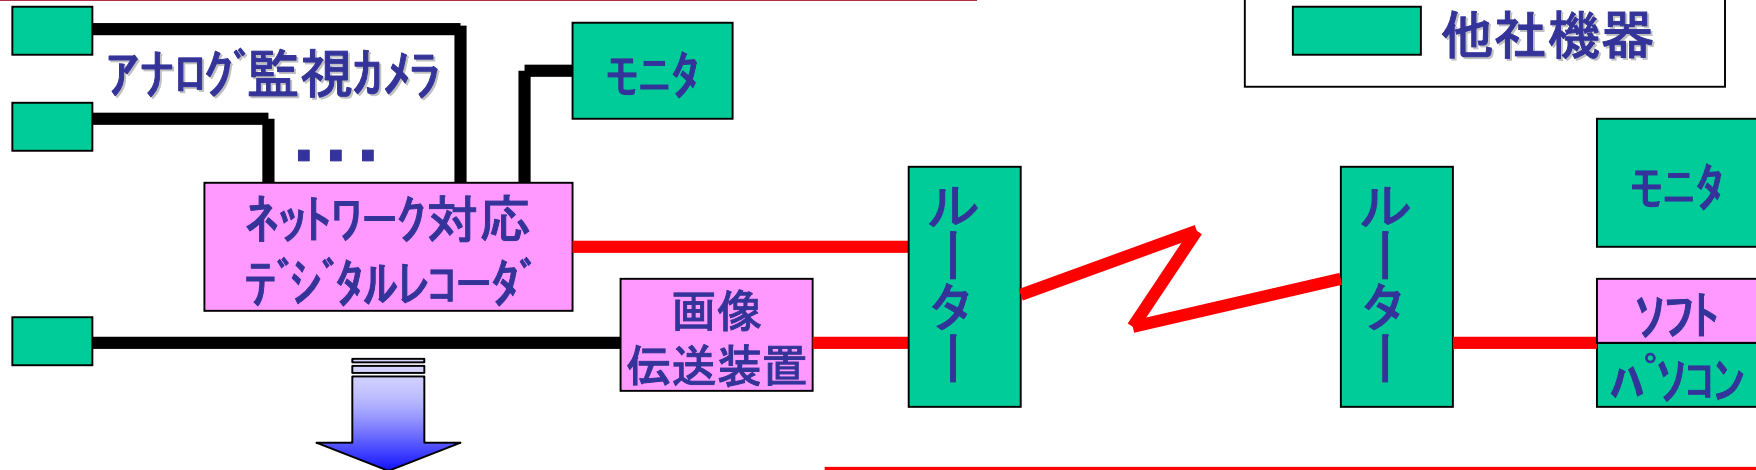 他社機器
アナログ監視カメラ
モニタ
・・・
ネットワーク対応
デジタルレコーダ
画像
伝送装置
ルーター
ルーター
モニタ
ソフト
パソコン